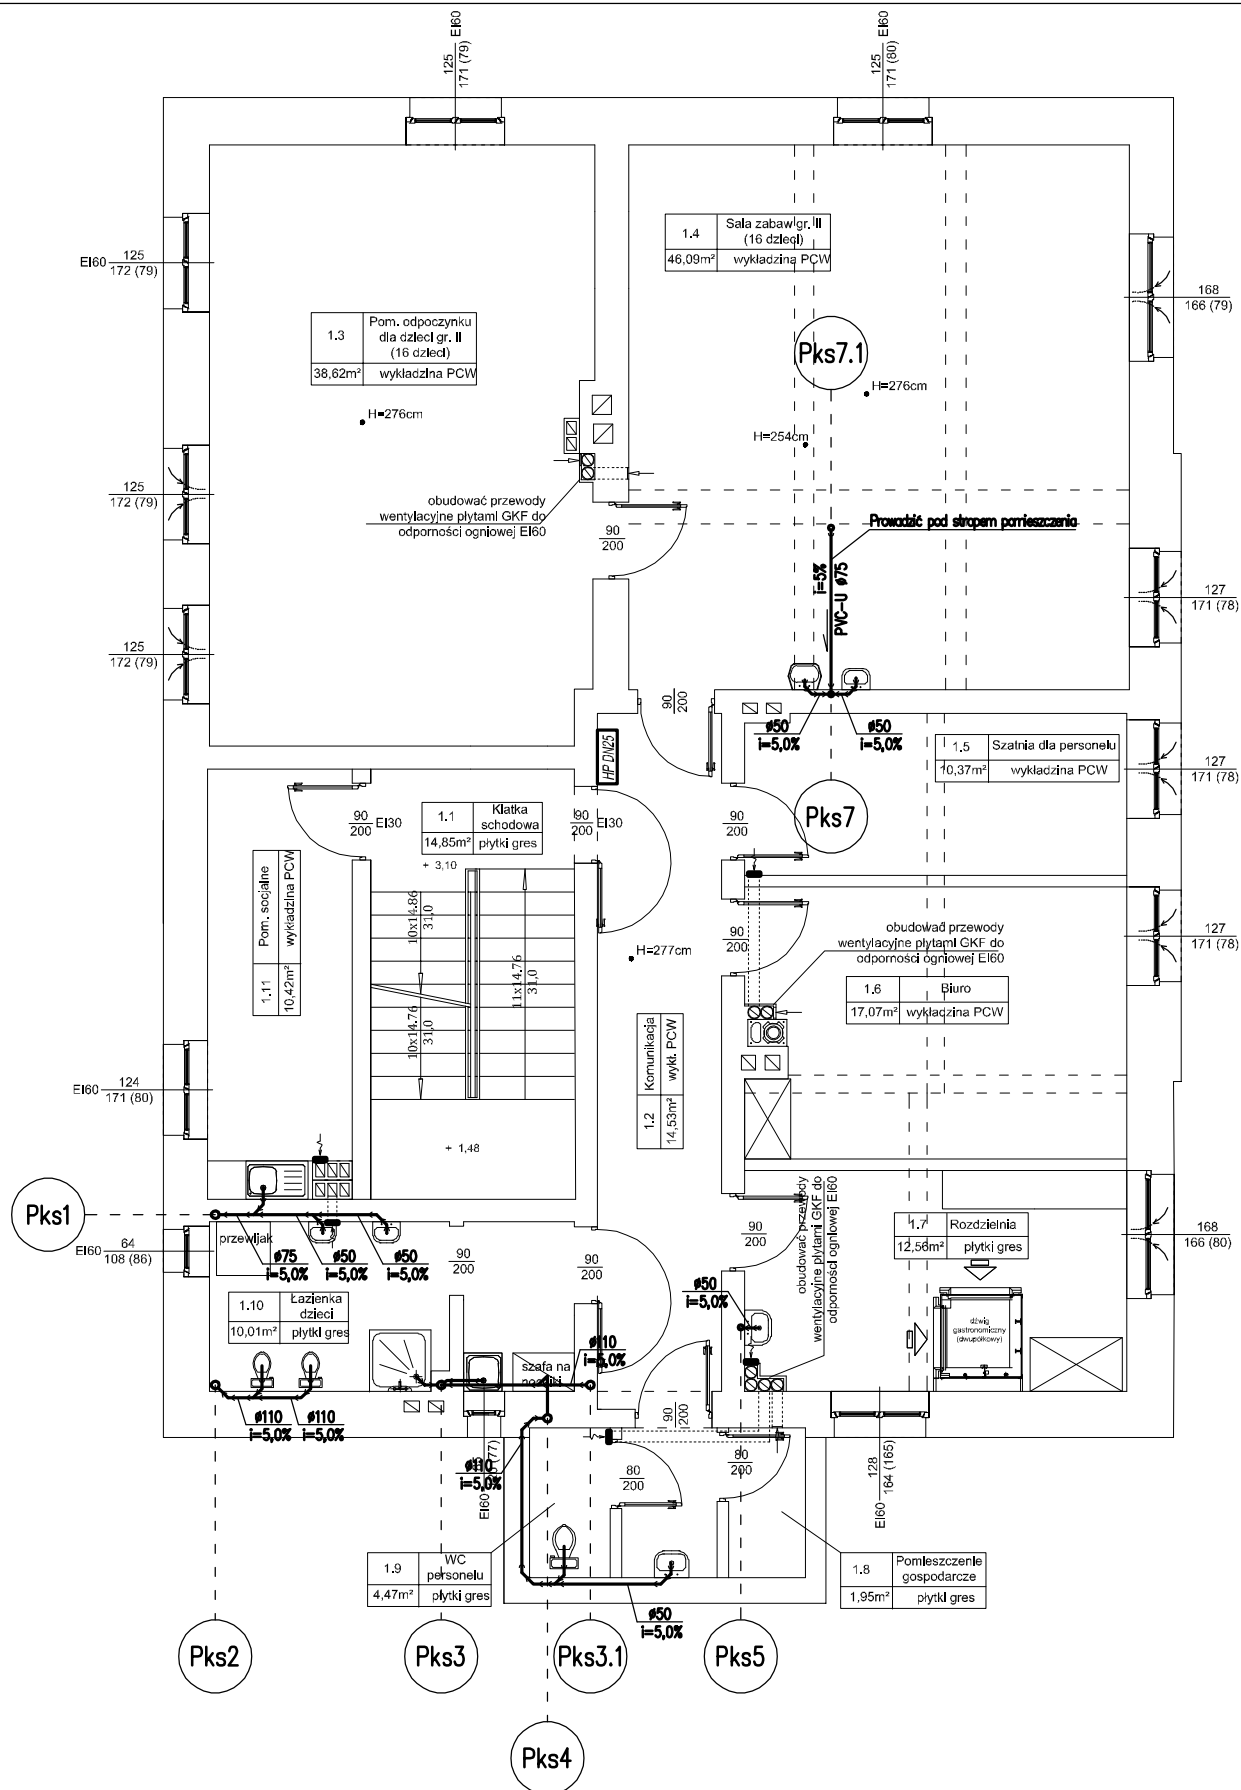 EI60
125
171 (79)
EI60
125
171 (80)
1.4
Sala zabaw gr. II
(16 dzieci)
46,09m²
wykładzina PCW
EI60
125
172 (79)
168
166 (79)
1.3
Pom. odpoczynku
dla dzieci gr. II
(16 dzieci)
38,62m²
wykładzina PCW
Pks7.1
H=276cm
H=276cm
H=254cm
125
172 (79)
obudować przewody
wentylacyjne płytami GKF do
odporności ogniowej EI60
90
200
Prowadzić pod stropem pomieszczenia
i=5%
PVC-U ø75
127
171 (78)
125
172 (79)
90
200
ø50
i=5,0%
ø50
i=5,0%
HP DN25
1.5
Szatnia dla personelu
10,37m²
wykładzina PCW
127
171 (78)
90
200
EI30
1.1
Klatka
schodowa
14,85m²
płytki gres
90
200
EI30
90
200
Pks7
+ 3,10
1.11
Pom. socjalne
10,42m²
wykładzina PCW
10x14.86
31,0
11x14.76
31,0
10x14.76
31,0
90
200
H=277cm
obudować przewody
wentylacyjne płytami GKF do
odporności ogniowej EI60
127
171 (78)
1.6
Biuro
17,07m²
wykładzina PCW
1.2
Komunikacja
14,53m²
wykł. PCW
EI60
124
171 (80)
+ 1,48
Pks1
przewijak
EI60
64
108 (86)
ø75
i=5,0%
ø50
i=5,0%
ø50
i=5,0%
90
200
90
200
90
200
obudować przewody
wentylacyjne płytami GKF do
odporności ogniowej EI60
1.7
Rozdzielnia
12,56m²
płytki gres
168
166 (80)
1.10
Łazienka
dzieci
10,01m²
płytki gres
ø50
i=5,0%
dźwig
gastronomiczny
(dwupółkowy)
ø110
i=5,0%
szafa na
ø110
i=5,0%
ø110
i=5,0%
90
200
ø110
i=5,0%
EI60
(77)
80
200
80
200
EI60
128
164 (165)
1.9
WC
personelu
4,47m²
płytki gres
1.8
Pomieszczenie
gospodarcze
1,95m²
płytki gres
ø50
i=5,0%
Pks2
Pks3
Pks3.1
Pks5
Pks4